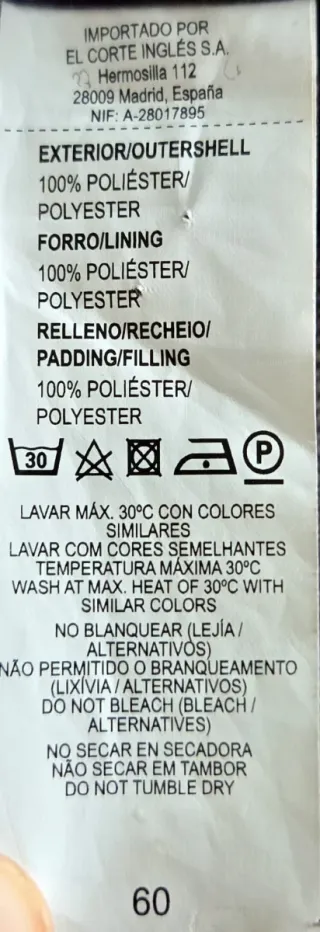 IMPORTADO POR
EL CORTE INGLÉS S.A.
Hermosilla 112
28009 Madrid, España
NIF: A-28017895
EXTERIOR/OUTERSHELL
100% POLIÉSTER/
POLYESTER
FORRO/LINING
100% POLIÉSTER/
POLYESTER
RELLENO/RECHEIO/
PADDING/FILLING
100% POLIÉSTER/
POLYESTER
30 P
LAVAR MÁX. 30ºC CON COLORES
SIMILARES
LAVAR COM CORES SEMELHANTES
TEMPERATURA MÁXIMA 30ºC
WASH AT MAX. HEAT OF 30ºC WITH
SIMILAR COLORS
NO BLANQUEAR (LEJÍA /
ALTERNATIVOS)
NÃO PERMITIDO O BRANQUEAMENTO
(LIXÍVIA / ALTERNATIVOS)
DO NOT BLEACH (BLEACH /
ALTERNATIVES)
NO SECAR EN SECADORA
NÃO SECAR EM TAMBOR
DO NOT TUMBLE DRY
60